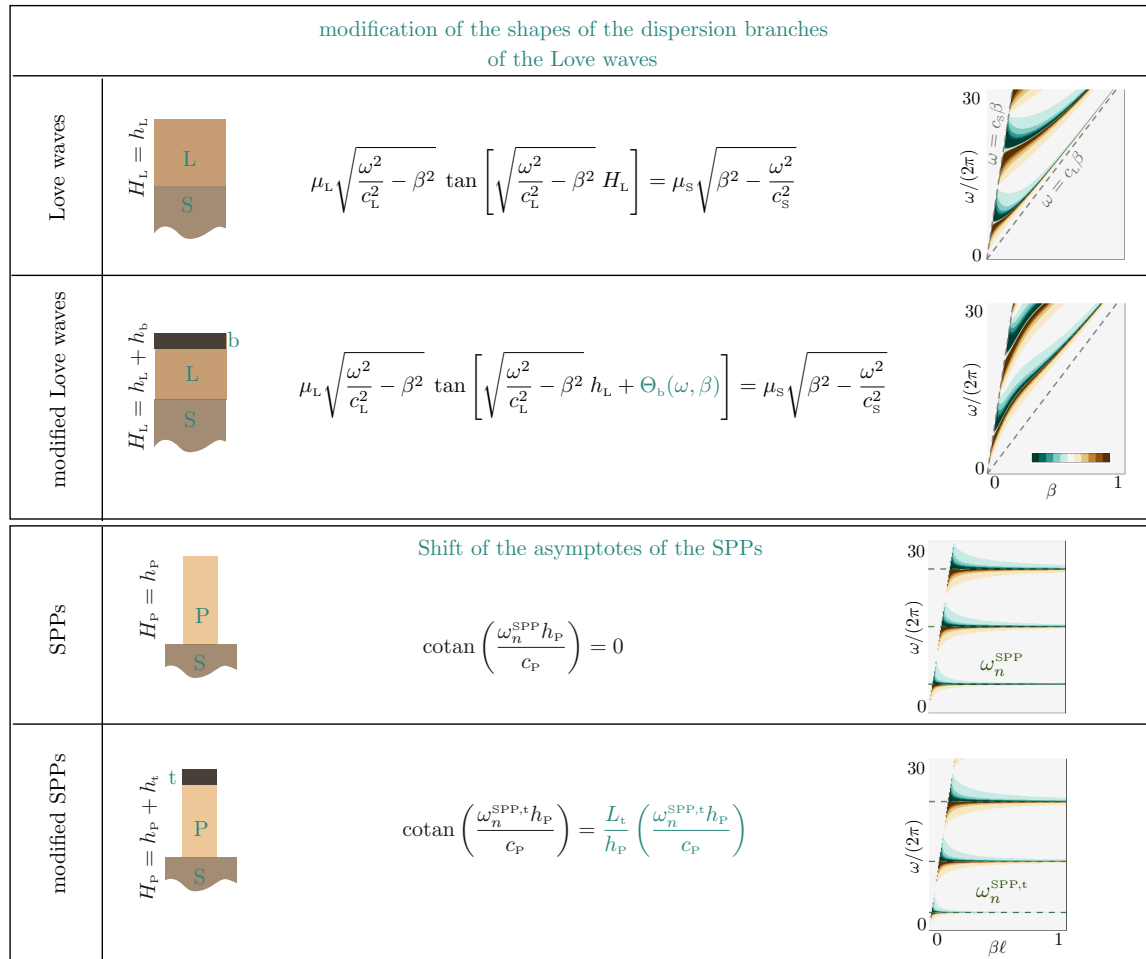 modification of the shapes of the dispersion branches
of the Love waves
Love waves
H_L = h_L
L
S
μ_L √(ω²/c_L² − β²) tan [√(ω²/c_L² − β²) H_L] = μ_S √(β² − ω²/c_S²)
30
ω/(2π)
0
ω = c_S β
ω = c_L β
modified Love waves
H_L = h_L + h_b
b
L
S
μ_L √(ω²/c_L² − β²) tan [√(ω²/c_L² − β²) h_L + Θ_b(ω, β)] = μ_S √(β² − ω²/c_S²)
30
ω/(2π)
0
0 1
β
Shift of the asymptotes of the SPPs
SPPs
H_P = h_P
P
S
cotan (ω_n^SPP h_P / c_P) = 0
30
ω/(2π)
0
ω_n^SPP
modified SPPs
H_P = h_P + h_t
t
P
S
cotan (ω_n^SPP,t h_P / c_P) = L_t / h_P (ω_n^SPP,t h_P / c_P)
30
ω/(2π)
0
ω_n^SPP,t
0 1
βℓ